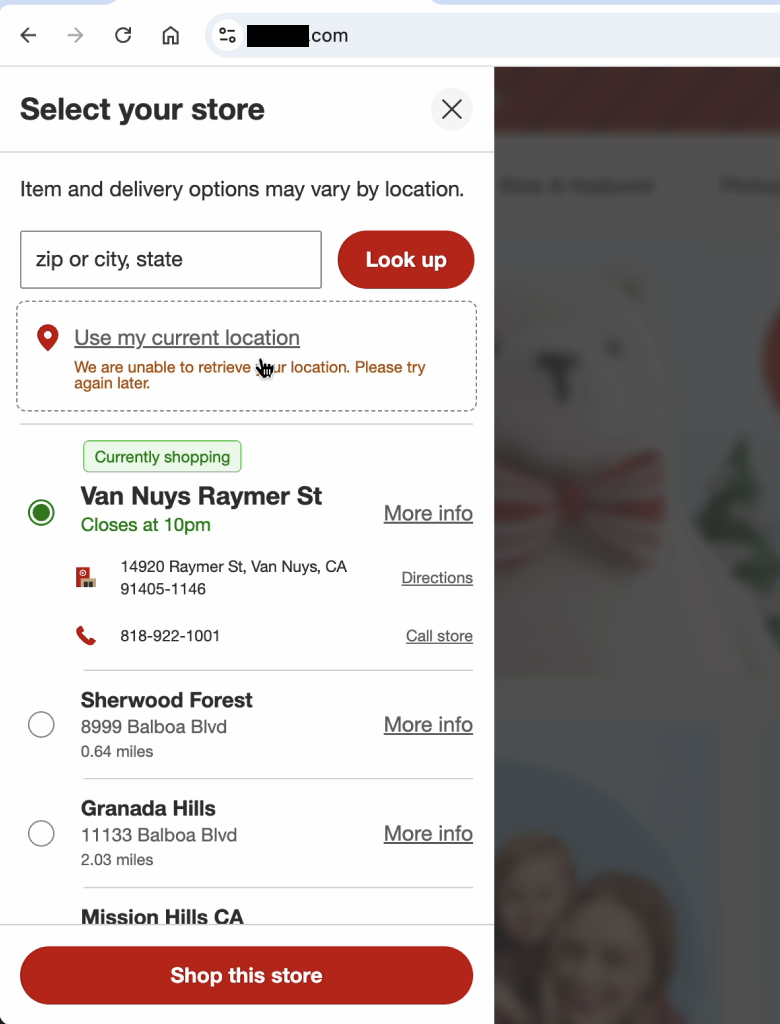 .com
Select your store
Item and delivery options may vary by location.
zip or city, state
Look up
Use my current location
We are unable to retrieve your location. Please try
again later.
Currently shopping
Van Nuys Raymer St
More info
Closes at 10pm
14920 Raymer St, Van Nuys, CA
91405-1146
Directions
818-922-1001
Call store
Sherwood Forest
8999 Balboa Blvd
More info
0.64 miles
Granada Hills
11133 Balboa Blvd
More info
2.03 miles
Mission Hills CA
Shop this store